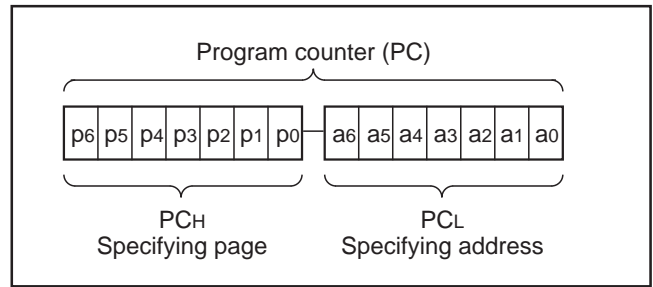 Program counter (PC)
p6 p5 p4 p3 p2 p1 p0 a6 a5 a4 a3 a2 a1 a0
PCH PCL
Specifying page Specifying address